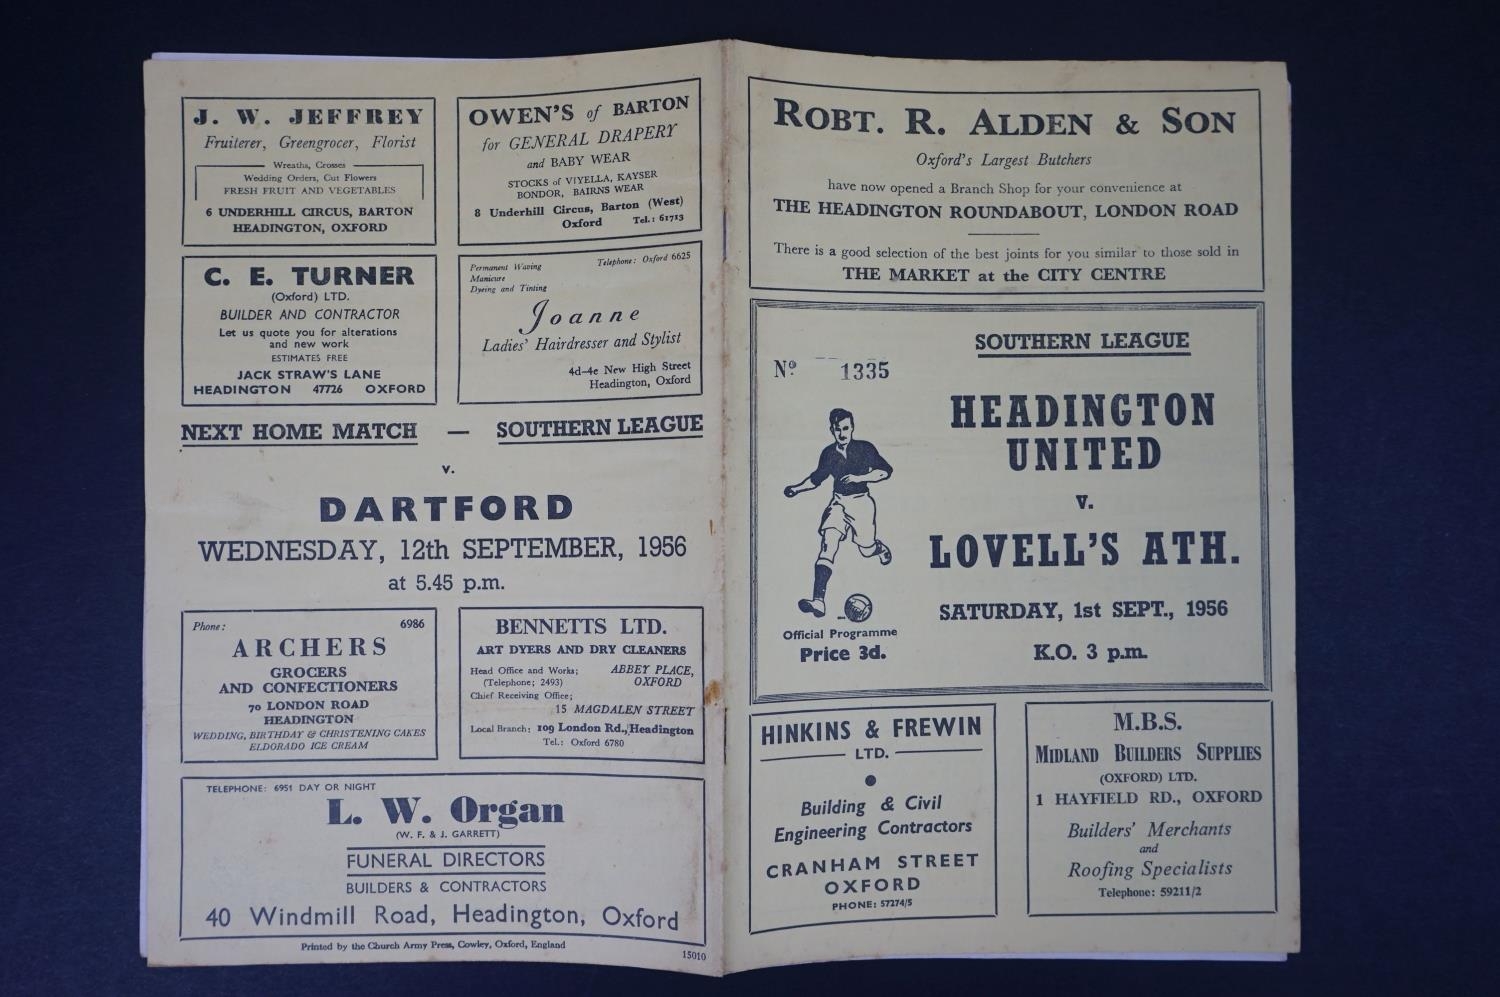 J. W. JEFFREY
Fruiterer, Greengrocer, Florist
Wreaths, Crosses
Wedding Orders, Cut Flowers
FRESH FRUIT AND VEGETABLES
6 UNDERHILL CIRCUS, BARTON
HEADINGTON, OXFORD
OWEN'S of BARTON
for GENERAL DRAPERY
and BABY WEAR
STOCKS of VIYELLA, KAYSER
BONDOR, BAIRNS WEAR
8 Underhill Circus, Barton (West)
Oxford Tel.: 61713
C. E. TURNER
(Oxford) LTD.
BUILDER AND CONTRACTOR
Let us quote you for alterations
and new work
ESTIMATES FREE
JACK STRAW'S LANE
HEADINGTON 47726 OXFORD
Permanent Waving Telephone: Oxford 6625
Manicure
Dyeing and Tinting
Joanne
Ladies' Hairdresser and Stylist
4d-4e New High Street
Headington, Oxford
NEXT HOME MATCH — SOUTHERN LEAGUE
v.
DARTFORD
WEDNESDAY, 12th SEPTEMBER, 1956
at 5.45 p.m.
Phone: 6986
ARCHERS
GROCERS
AND CONFECTIONERS
70 LONDON ROAD
HEADINGTON
WEDDING, BIRTHDAY & CHRISTENING CAKES
ELDORADO ICE CREAM
BENNETTS LTD.
ART DYERS AND DRY CLEANERS
Head Office and Works; ABBEY PLACE,
(Telephone; 2493) OXFORD
Chief Receiving Office;
15 MAGDALEN STREET
Local Branch: 109 London Rd., Headington
Tel.: Oxford 6780
TELEPHONE: 6951 DAY OR NIGHT
L. W. Organ
(W. F. & J. GARRETT)
FUNERAL DIRECTORS
BUILDERS & CONTRACTORS
40 Windmill Road, Headington, Oxford
Printed by the Church Army Press, Cowley, Oxford, England
15010
ROBT. R. ALDEN & SON
Oxford's Largest Butchers
have now opened a Branch Shop for your convenience at
THE HEADINGTON ROUNDABOUT, LONDON ROAD
There is a good selection of the best joints for you similar to those sold in
THE MARKET at the CITY CENTRE
SOUTHERN LEAGUE
No 1335
HEADINGTON
UNITED
v.
LOVELL'S ATH.
SATURDAY, 1st SEPT., 1956
K.O. 3 p.m.
Official Programme
Price 3d.
HINKINS & FREWIN
LTD.
Building & Civil
Engineering Contractors
CRANHAM STREET
OXFORD
PHONE: 57274/5
M.B.S.
MIDLAND BUILDERS SUPPLIES
(OXFORD) LTD.
1 HAYFIELD RD., OXFORD
Builders' Merchants
and
Roofing Specialists
Telephone: 59211/2